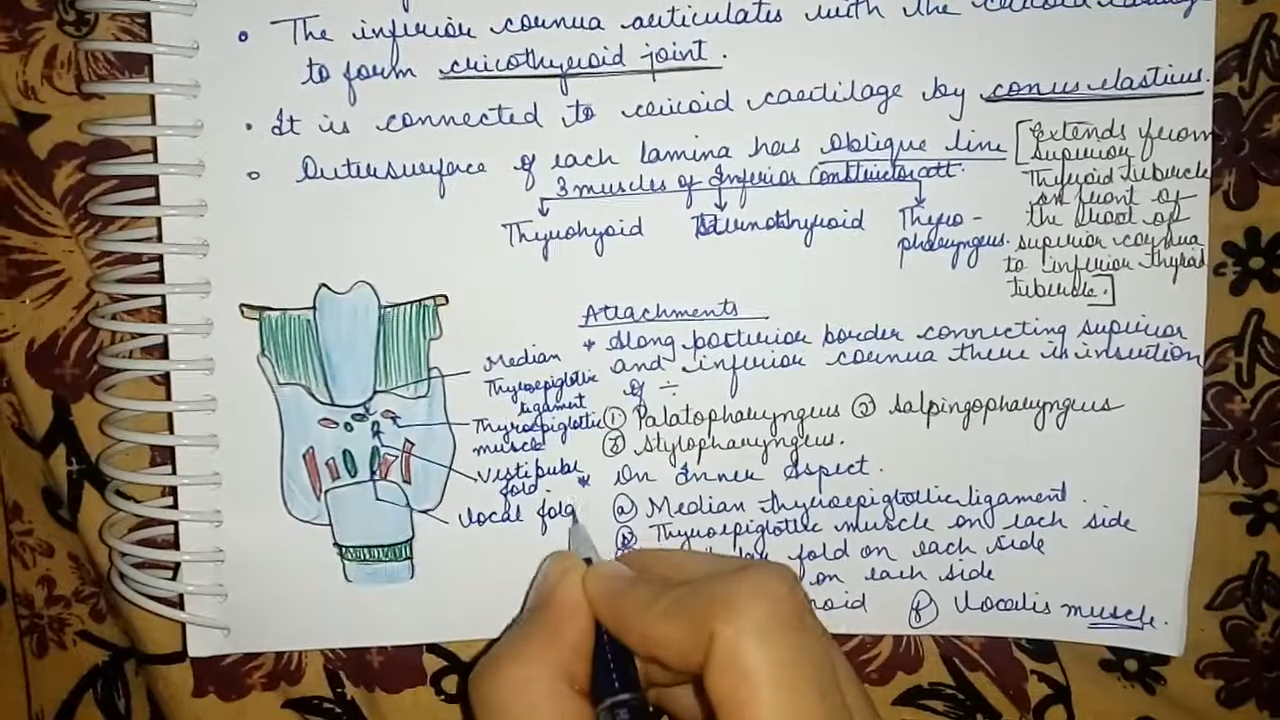 • The inferior cornua articulates with the
to form cricothyroid joint.
• It is connected to cricoid cartilage by conus elasticus.
• Outersurface of each lamina has oblique line [Extends from
superior
Thyroid Tubercle
in front of
the root of
superior cornua
to inferior thyroid
tubercle.]
3 muscles of Inferior Constrictor att.
Thyrohyoid Sternothyroid Thyro-
pharyngeus.
Attachments
* Along posterior border connecting superior
and inferior cornua there is insertion
of ÷
① Palatopharyngeus ② Salpingopharyngeus
③ Stylopharyngeus.
* On Inner Aspect.
ⓐ Median thyroepiglottic ligament.
ⓑ Thyroepiglottic muscle on each side
fold on each side
on each side
ⓕ Vocalis muscle.
Median
Thyroepiglottic
ligament
Thyroepiglottic
muscle
Vestibular
fold
Vocal fold